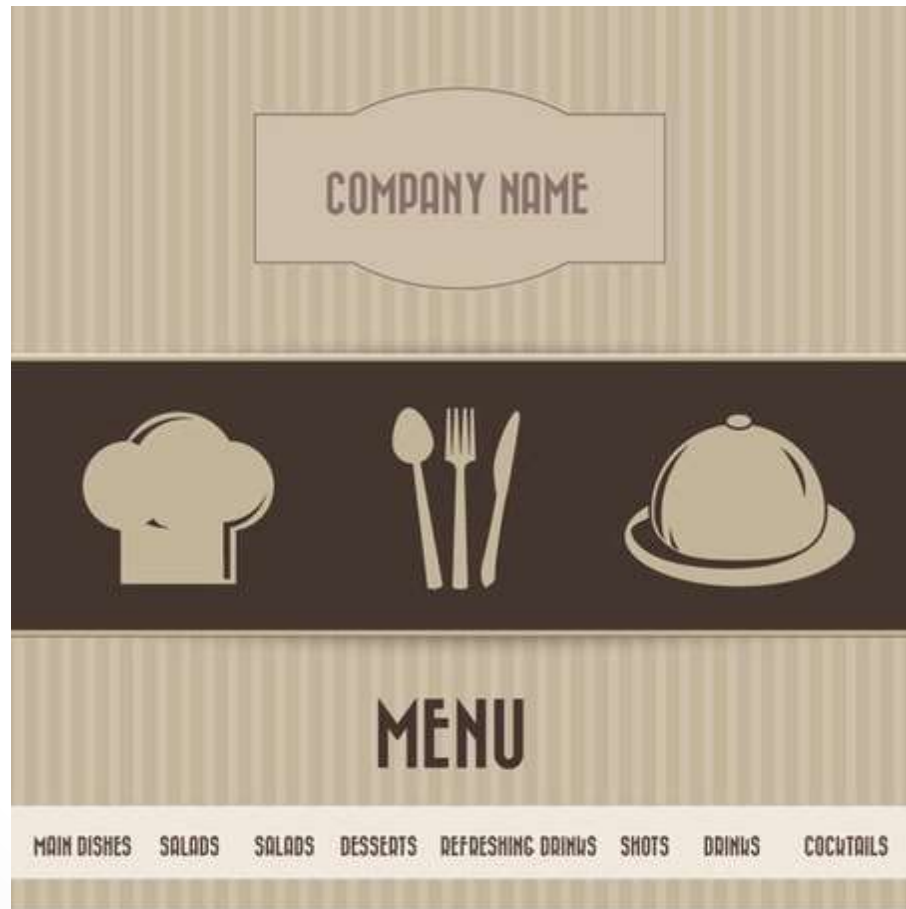 COMPANY NAME
MENU
MAIN DISHES SALADS SALADS DESSERTS REFRESHING DRINKS SHOTS DRINKS COCKTAILS